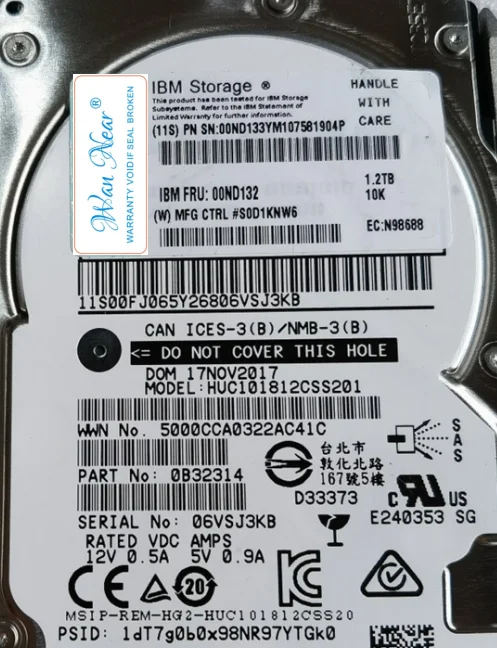 IBM Storage ®
This product has been tested for IBM Storage
Subsystems. Refer to the IBM Statement of
Limited Warranty for further information.
HANDLE
WITH
CARE
(11S) PN SN:00ND133YM107581904P
IBM FRU: 00ND132
1.2TB
10K
(W) MFG CTRL #S0D1KNW6
EC:N98688
Wan Near ®
WARRANTY VOIDIF SEAL BROKEN
11S00FJ065Y26806VSJ3KB
CAN ICES-3(B)/NMB-3(B)
<= DO NOT COVER THIS HOLE
DOM 17NOV2017
MODEL:HUC101812CSS201
WWN No. 5000CCA0322AC41C
台北市
敦化北路
167號5樓
D33373
SAS
PART No: 0B32314
c RU US
E240353 SG
SERIAL No: 06VSJ3KB
RATED VDC AMPS
12V 0.5A 5V 0.9A
CE
20
MSIP-REM-HG2-HUC101812CSS20
PSID: 1dT7g0b0x98NR97YTGk0